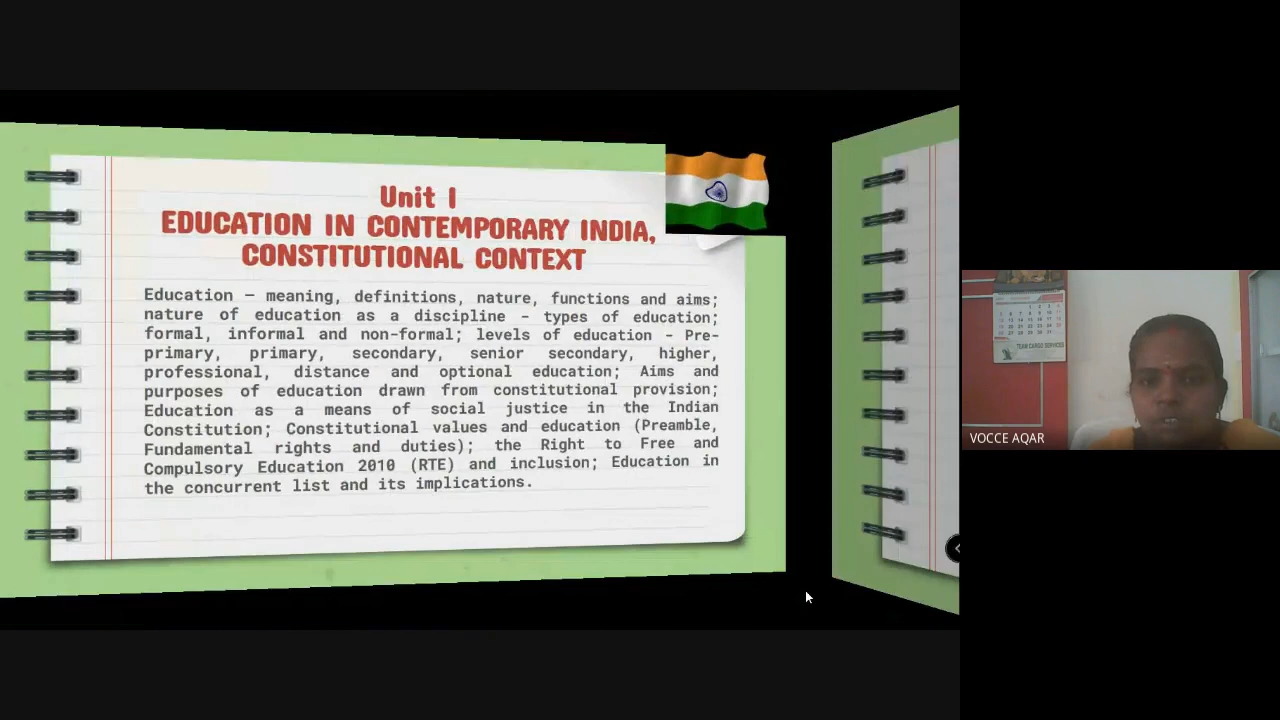 Unit I
EDUCATION IN CONTEMPORARY INDIA,
CONSTITUTIONAL CONTEXT
Education – meaning, definitions, nature, functions and aims;
nature of education as a discipline – types of education;
formal, informal and non-formal; levels of education - Pre-
primary, primary, secondary, senior secondary, higher,
professional, distance and optional education; Aims and
purposes of education drawn from constitutional provision;
Education as a means of social justice in the Indian
Constitution; Constitutional values and education (Preamble,
Fundamental rights and duties); the Right to Free and
Compulsory Education 2010 (RTE) and inclusion; Education in
the concurrent list and its implications.
TEAM CARGO SERVICES
VOCCE AQAR